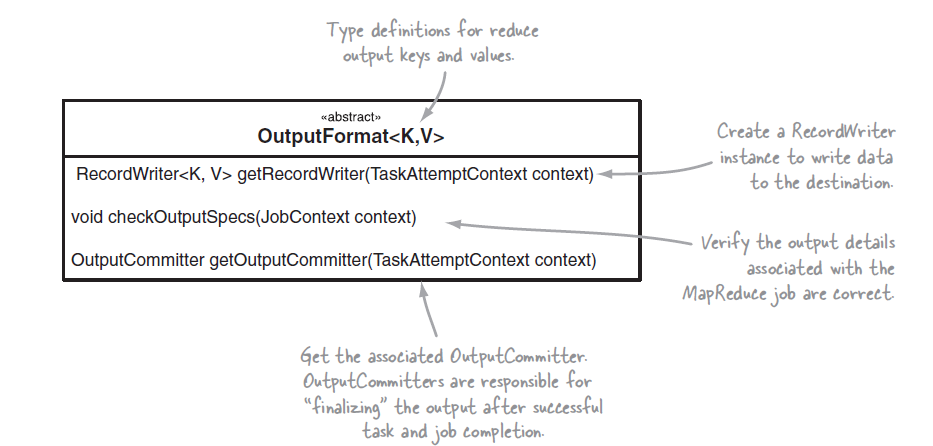 Type definitions for reduce
output keys and values.
«abstract»
OutputFormat<K,V>
RecordWriter<K, V> getRecordWriter(TaskAttemptContext context)
void checkOutputSpecs(JobContext context)
OutputCommitter getOutputCommitter(TaskAttemptContext context)
Create a RecordWriter
instance to write data
to the destination.
Verify the output details
associated with the
MapReduce job are correct.
Get the associated OutputCommitter.
OutputCommitters are responsible for
“finalizing” the output after successful
task and job completion.